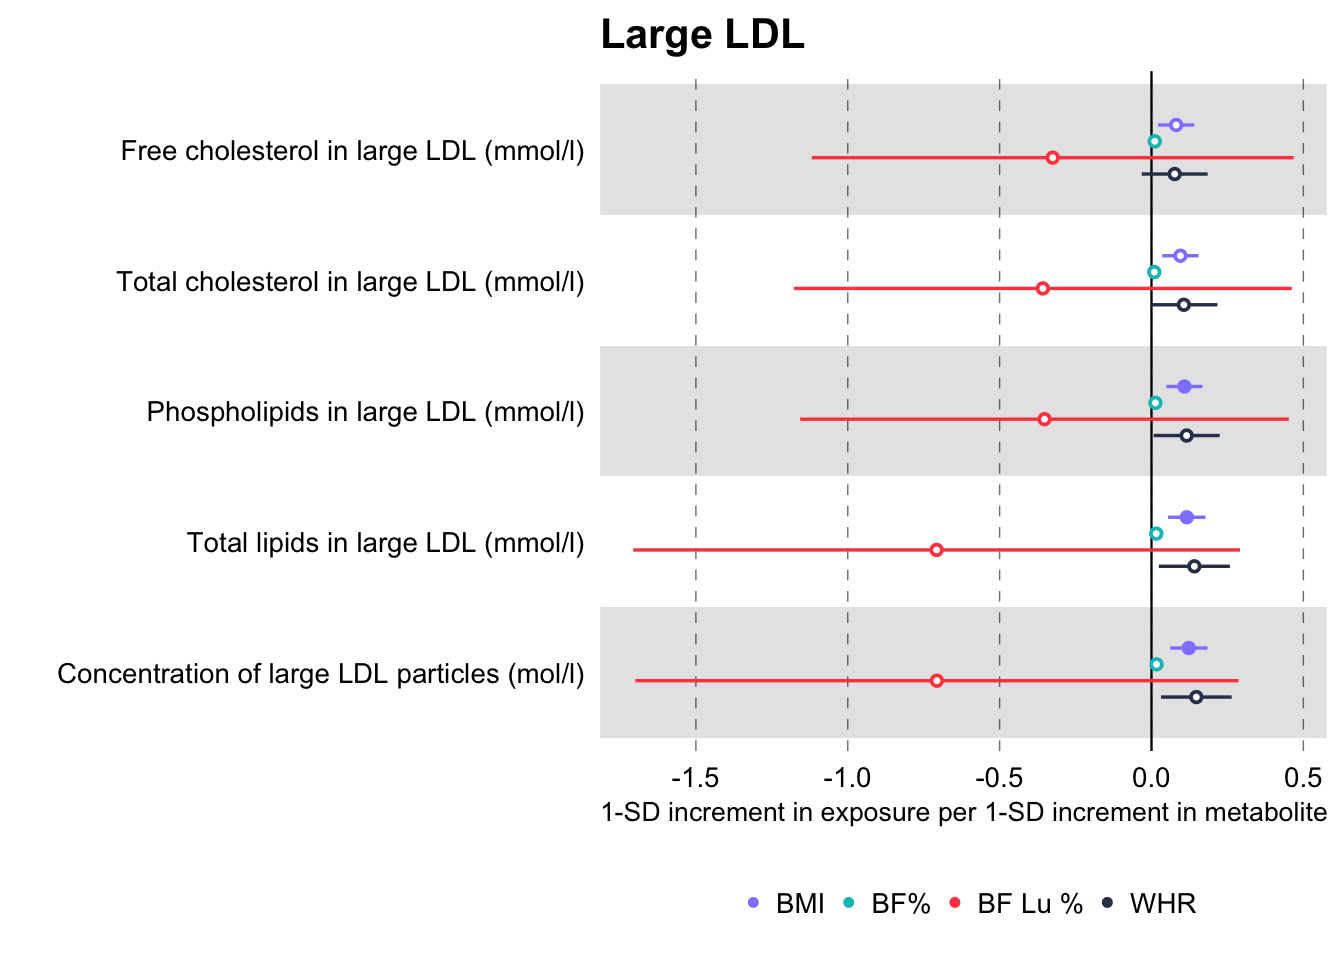 Large LDL
Free cholesterol in large LDL (mmol/l)
Total cholesterol in large LDL (mmol/l)
Phospholipids in large LDL (mmol/l)
Total lipids in large LDL (mmol/l)
Concentration of large LDL particles (mol/l)
-1.5 -1.0 -0.5 0.0 0.5
1-SD increment in exposure per 1-SD increment in metabolite
BMI BF% BF Lu % WHR